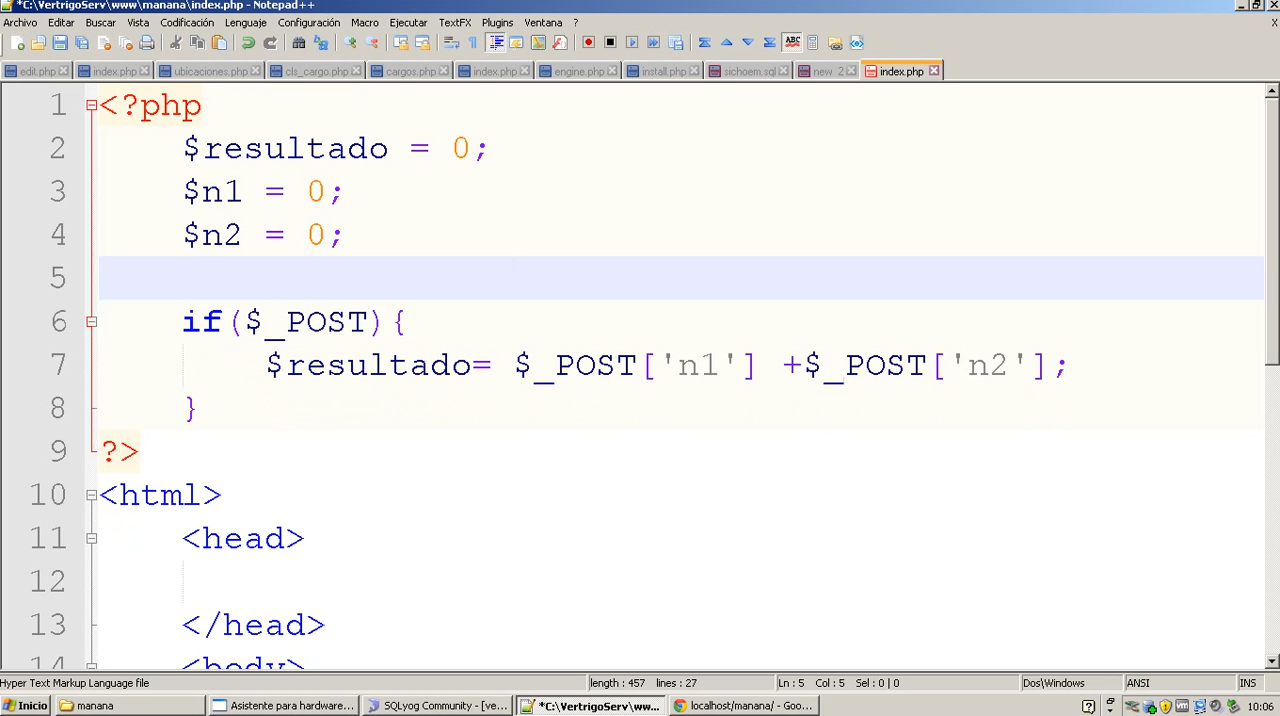 *C:\VertrigoServ\www\manana\index.php - Notepad++
Archivo Editar Buscar Vista Codificación Lenguaje Configuración Macro Ejecutar TextFX Plugins Ventana ?
edit.php index.php ubicaciones.php cls_cargo.php cargos.php index.php engine.php install.php sichoem.sql new 2 index.php
1 <?php
2 $resultado = 0;
3 $n1 = 0;
4 $n2 = 0;
5
6 if($_POST){
7 $resultado= $_POST['n1'] +$_POST['n2'];
8 }
9 ?>
10 <html>
11 <head>
12
13 </head>
14 <body>
Hyper Text Markup Language file length : 457 lines : 27 Ln : 5 Col : 5 Sel : 0 | 0 Dos\Windows ANSI INS
Inicio manana Asistente para hardware... SQLyog Community - [ve... *C:\VertrigoServ\www... localhost/manana/ - Goo... 10:06